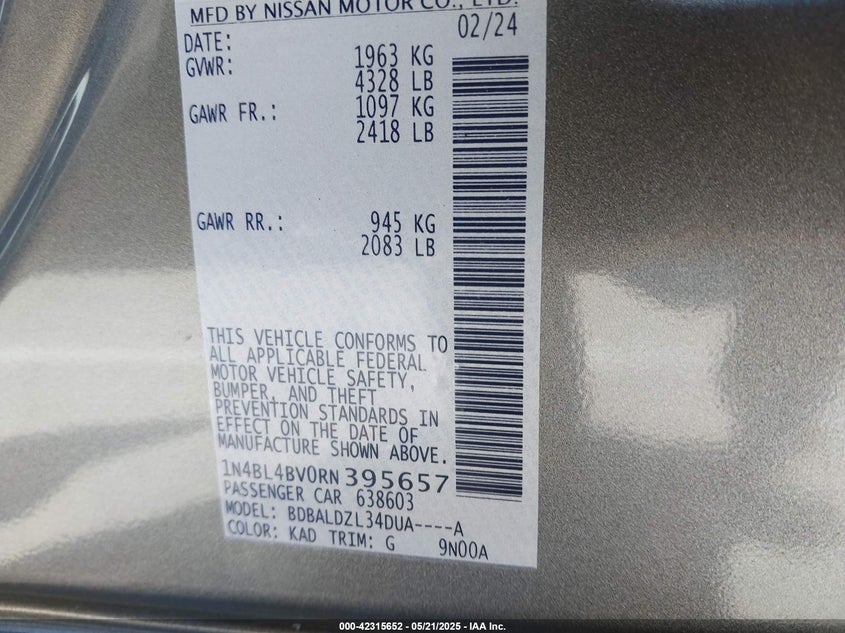 MFD BY NISSAN MOTOR CO., LTD.
DATE: 02/24
GVWR: 1963 KG
4328 LB
GAWR FR.: 1097 KG
2418 LB
GAWR RR.: 945 KG
2083 LB
THIS VEHICLE CONFORMS TO
ALL APPLICABLE FEDERAL
MOTOR VEHICLE SAFETY,
BUMPER, AND THEFT
PREVENTION STANDARDS IN
EFFECT ON THE DATE OF
MANUFACTURE SHOWN ABOVE.
1N4BL4BV0RN395657
PASSENGER CAR 638603
MODEL: BDBALDZL34DUA----A
COLOR: KAD TRIM: G 9N00A
000-42315652 - 05/21/2025 - IAA Inc.